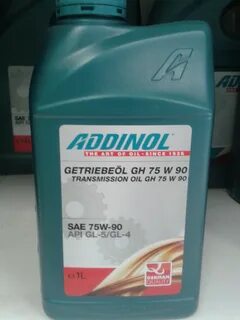 ADDINOL
THE ART OF OIL - SINCE 1936
GETRIEBEÖL GH 75 W 90
TRANSMISSION OIL GH 75 W 90
SAE 75W-90
API GL-5/GL-4
1L
GERMAN